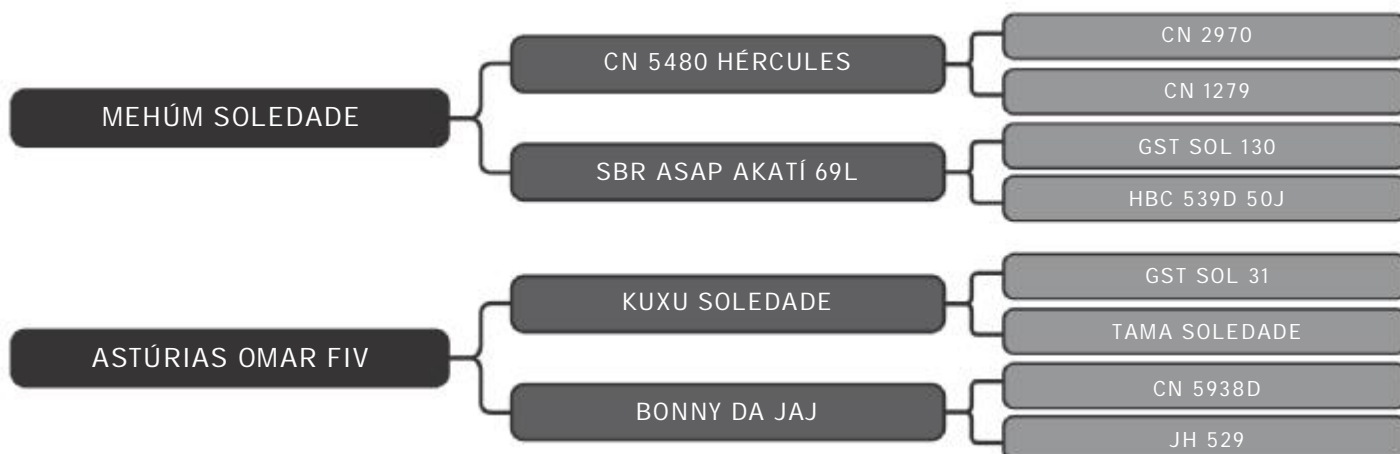 CN 2970
CN 5480 HÉRCULES
CN 1279
MEHÚM SOLEDADE
GST SOL 130
SBR ASAP AKATÍ 69L
HBC 539D 50J
GST SOL 31
KUXU SOLEDADE
TAMA SOLEDADE
ASTÚRIAS OMAR FIV
CN 5938D
BONNY DA JAJ
JH 529